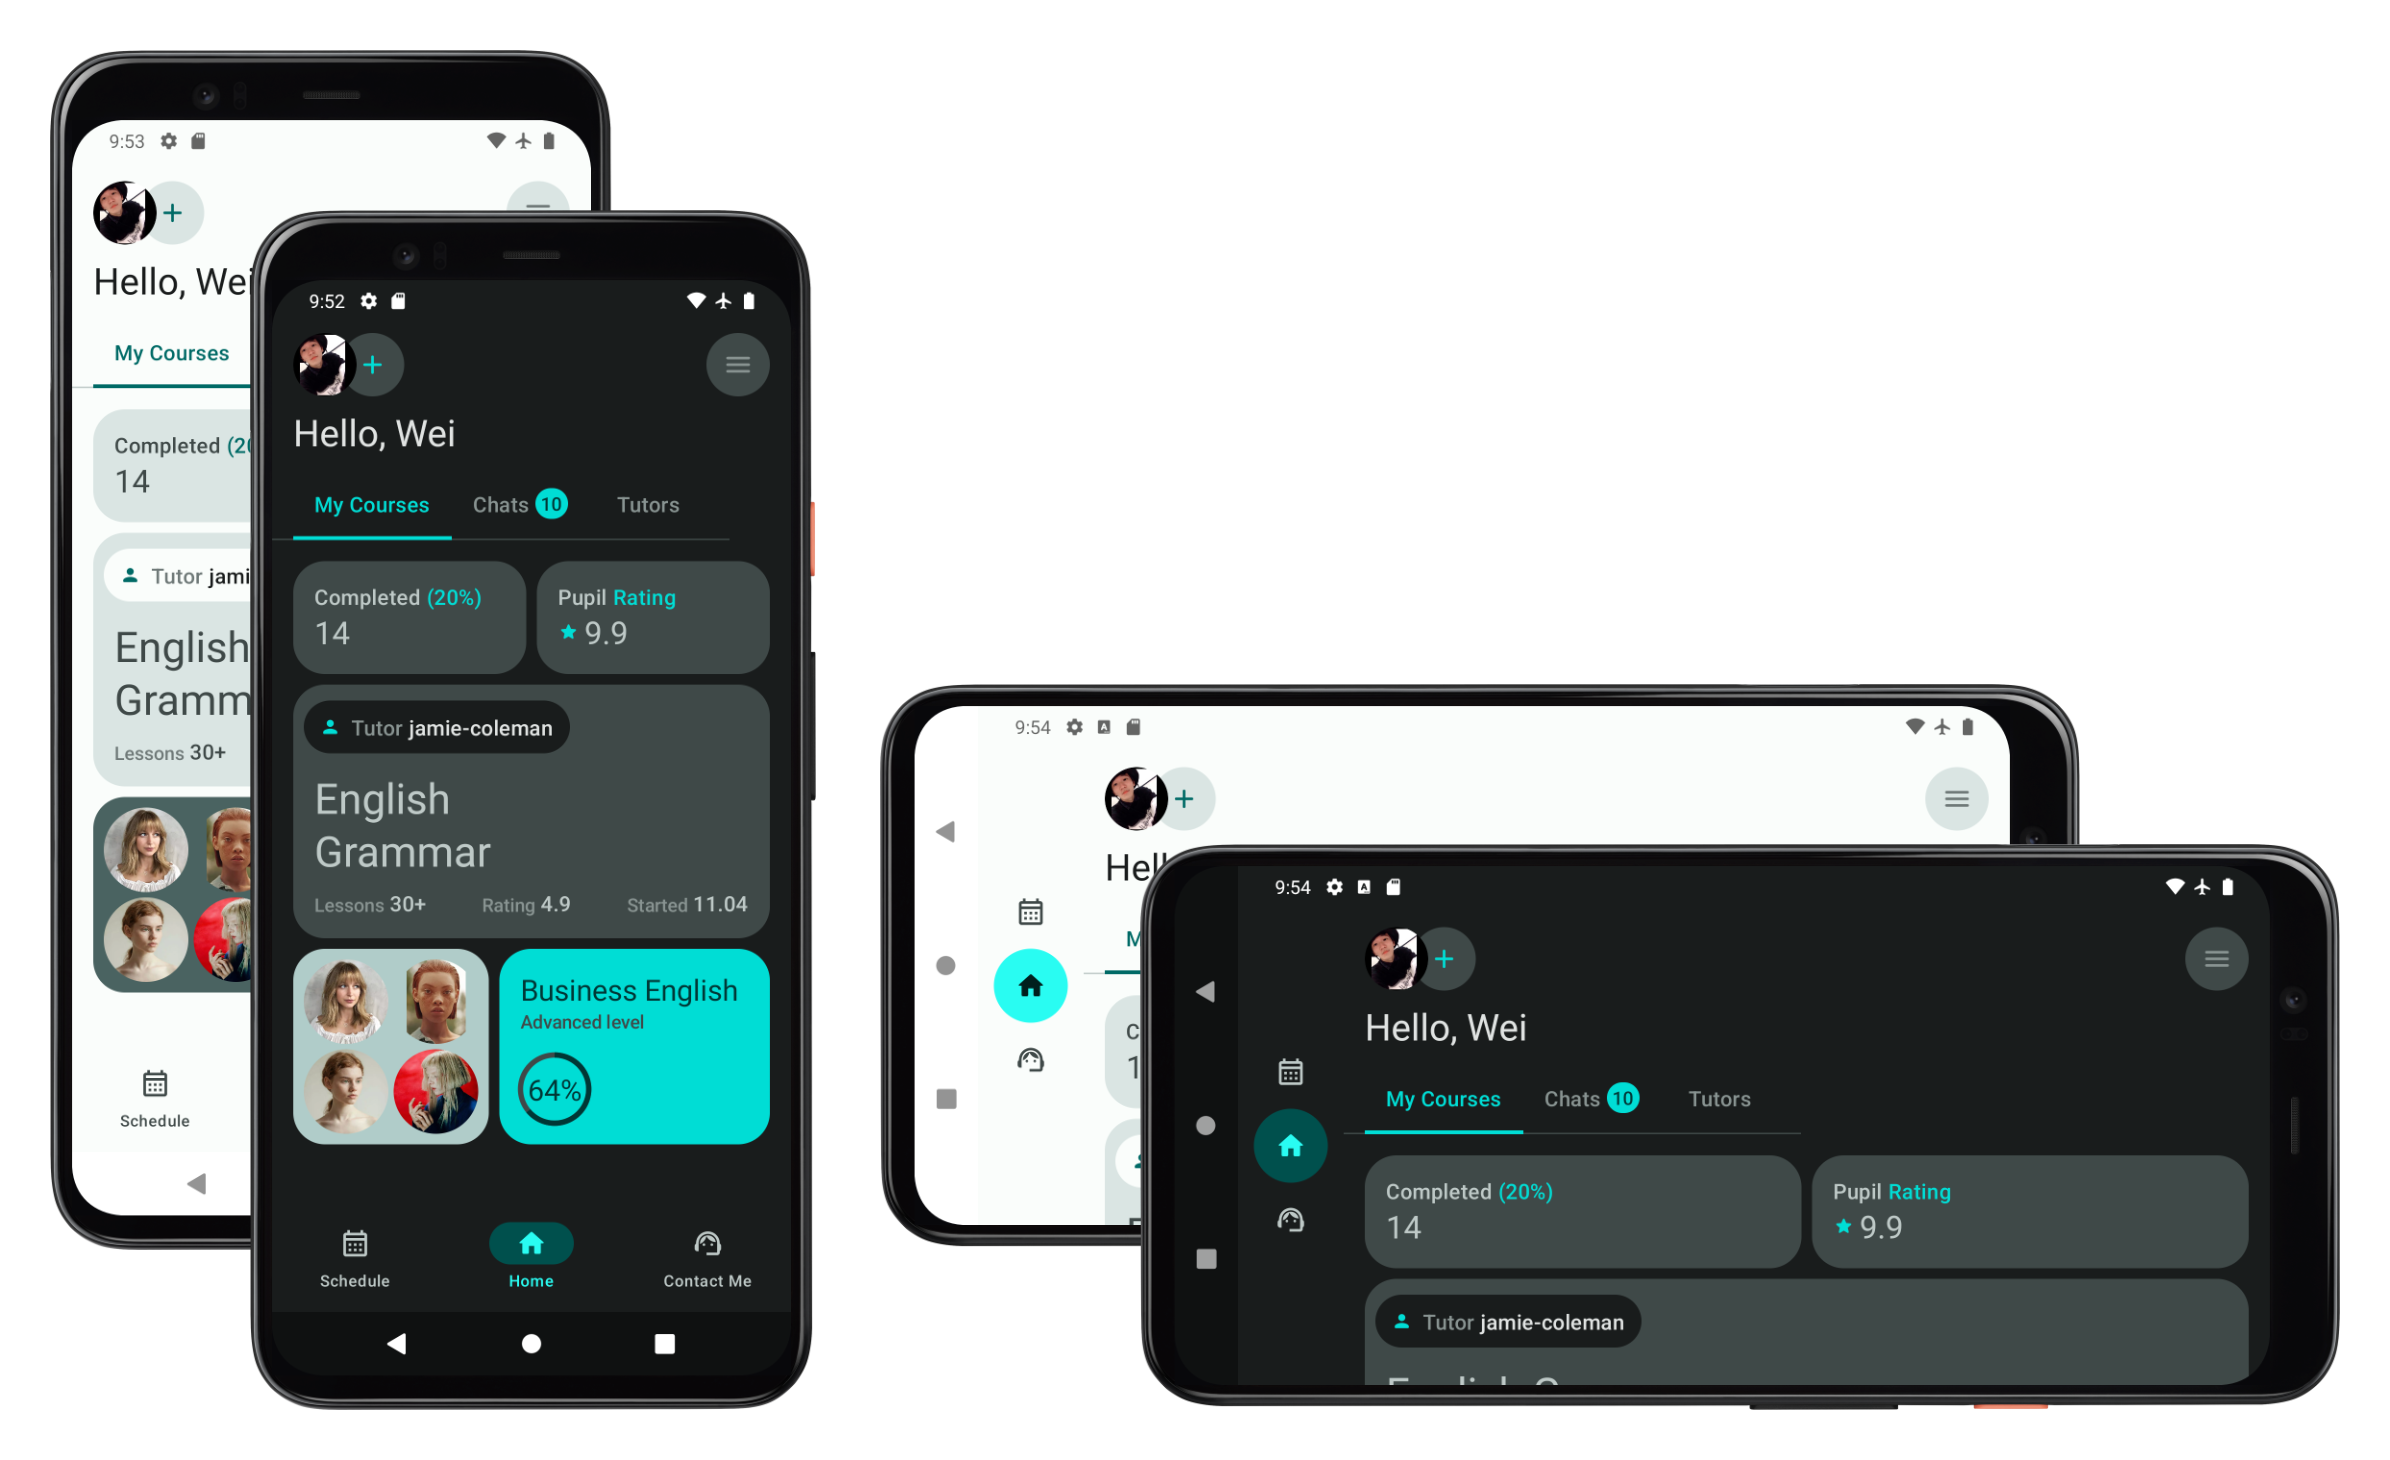 9:53
Hello, Wei
My Courses
Completed (20
14
Tutor jami
English
Gramm
Lessons 30+
Schedule
9:52
Hello, Wei
My Courses Chats 10 Tutors
Completed (20%)
14
Pupil Rating
9.9
Tutor jamie-coleman
English
Grammar
Lessons 30+ Rating 4.9 Started 11.04
Business English
Advanced level
64%
Schedule Home Contact Me
9:54
Hell
M
C
1
9:54
Hello, Wei
My Courses Chats 10 Tutors
Completed (20%)
14
Pupil Rating
9.9
Tutor jamie-coleman